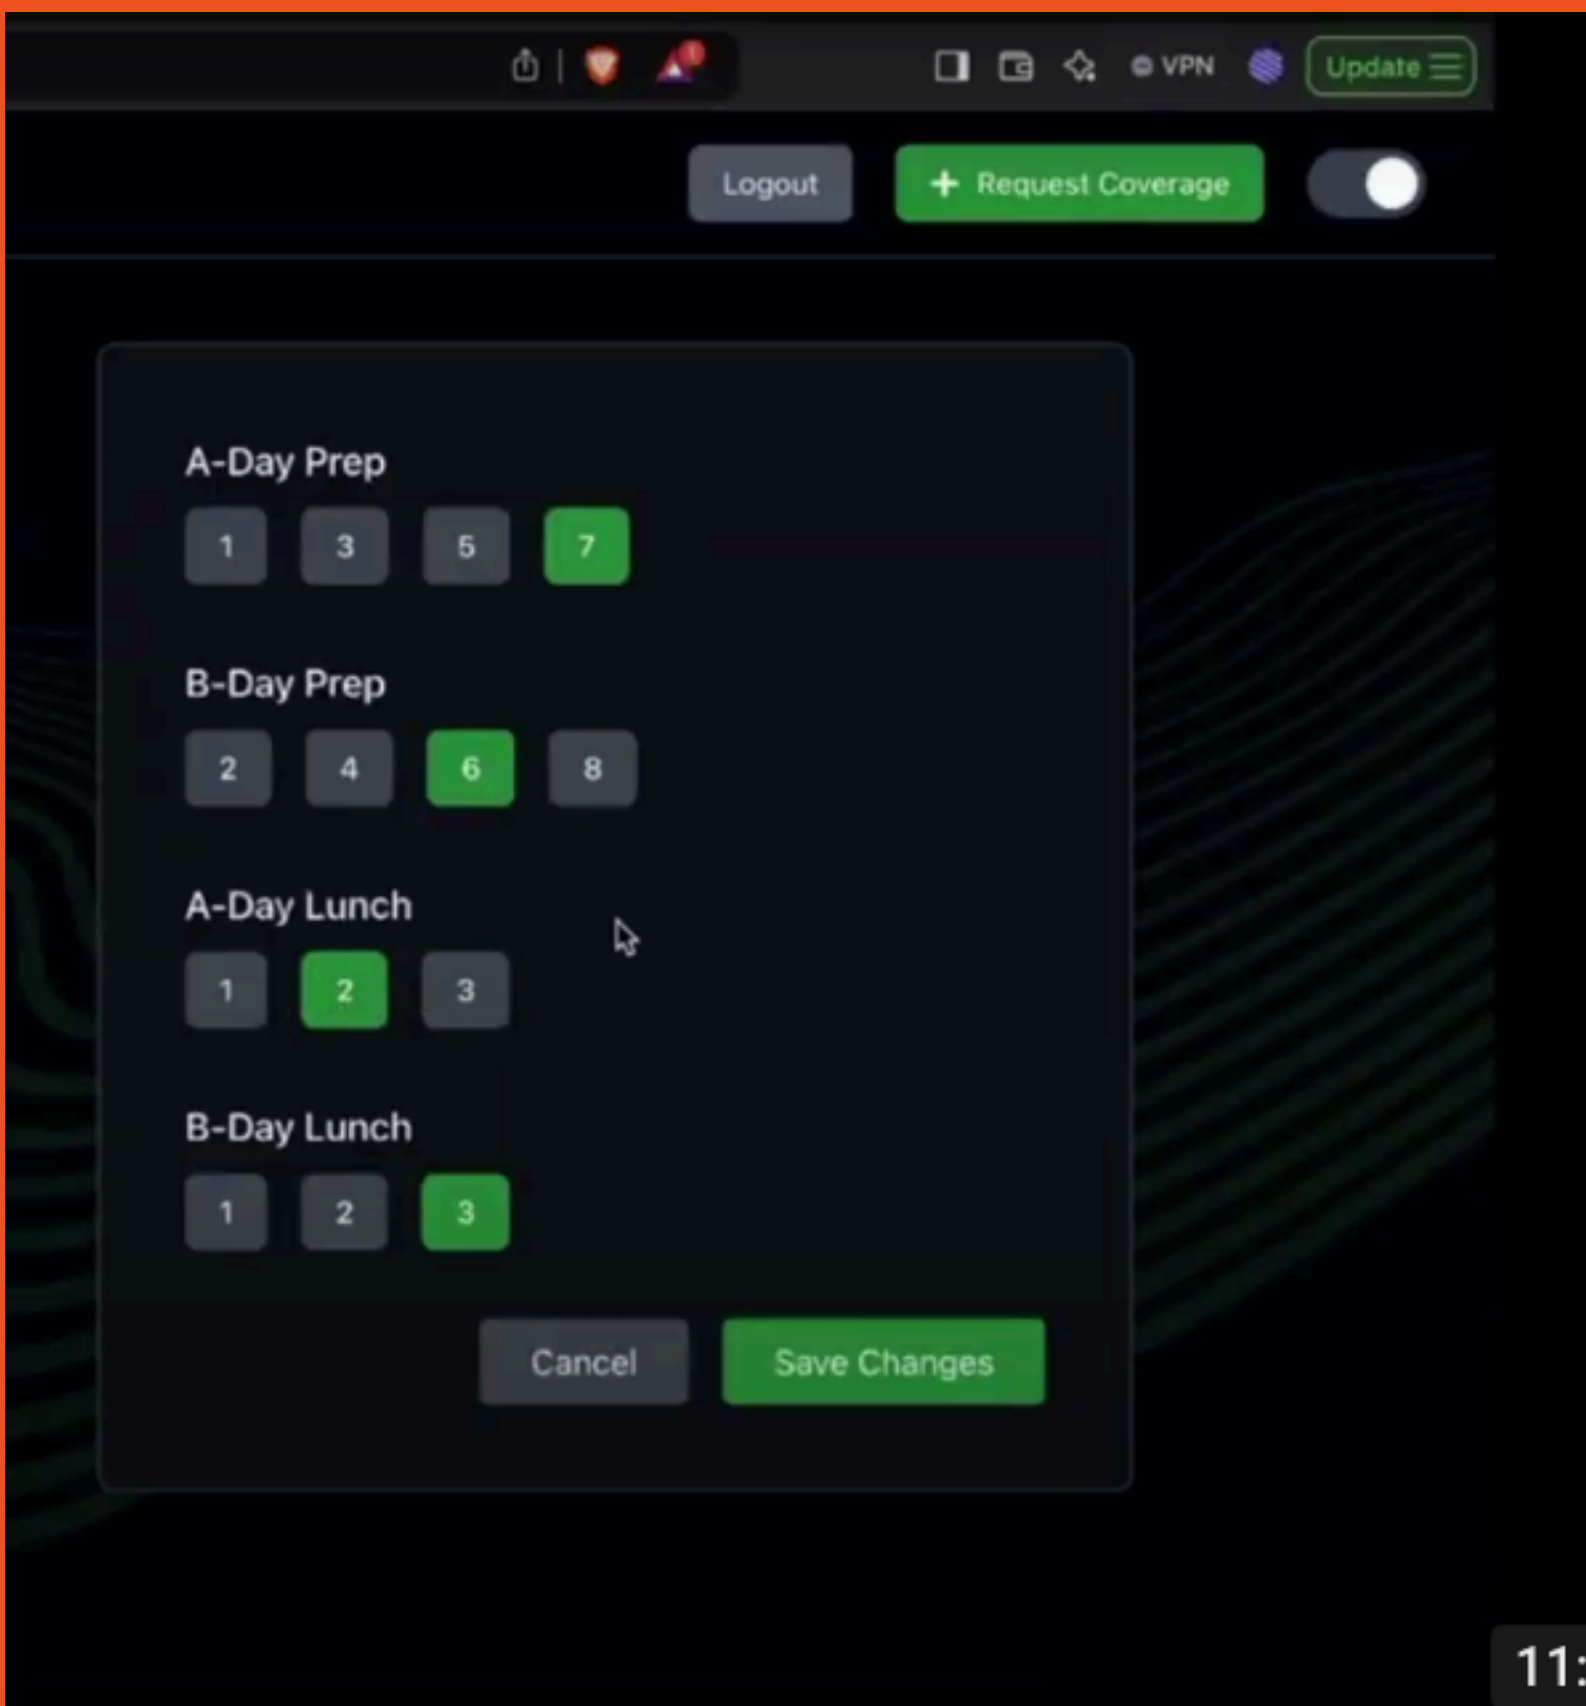 VPN
Update
Logout
+ Request Coverage
A-Day Prep
1 3 5 7
B-Day Prep
2 4 6 8
A-Day Lunch
1 2 3
B-Day Lunch
1 2 3
Cancel
Save Changes
11: